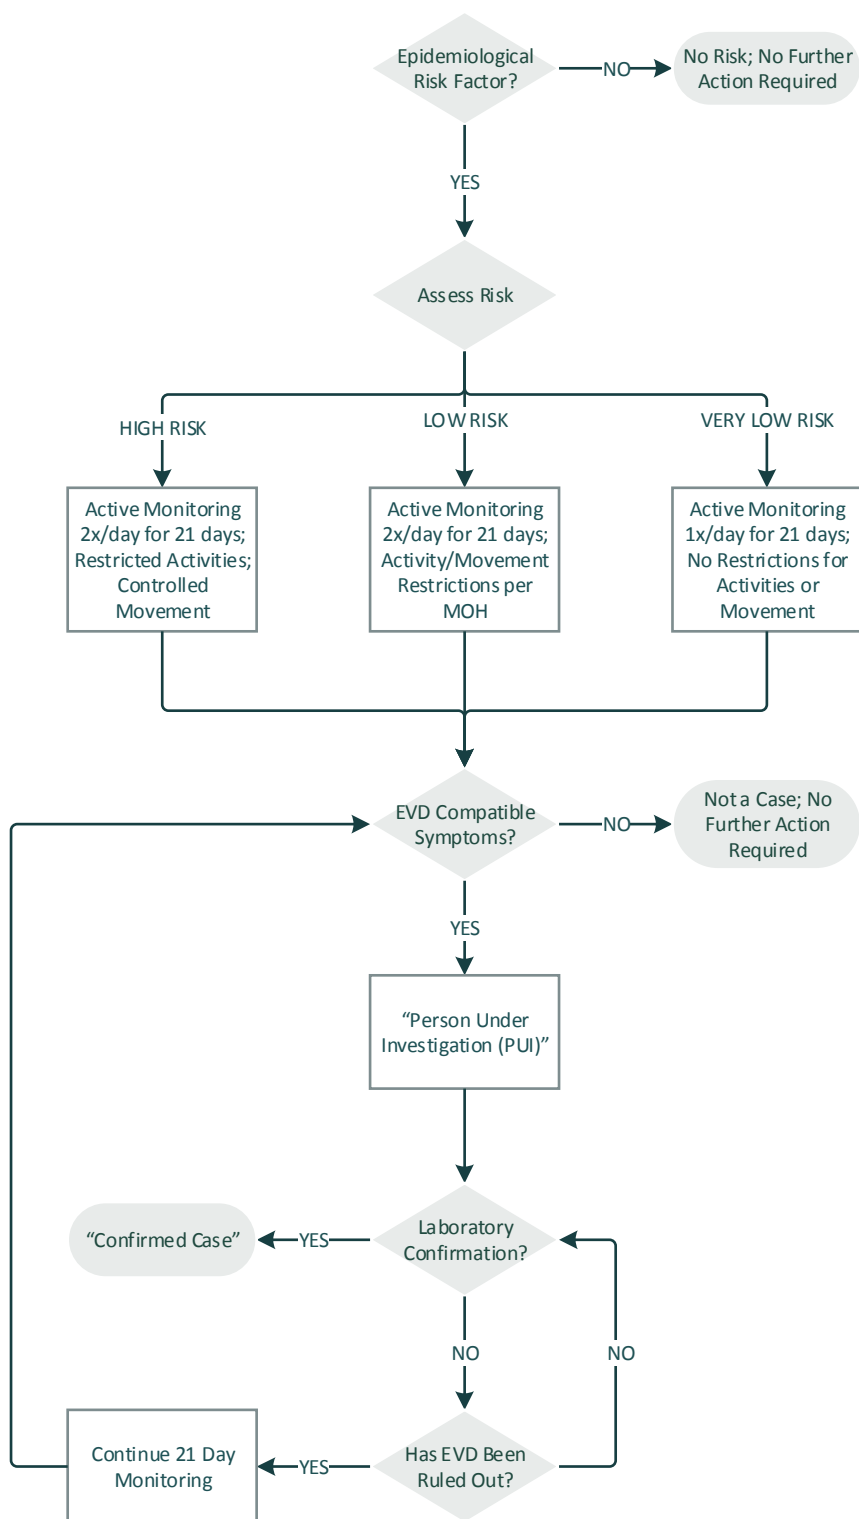 Epidemiological
Risk Factor?
NO
No Risk; No Further
Action Required
YES
Assess Risk
HIGH RISK
LOW RISK
VERY LOW RISK
Active Monitoring
2x/day for 21 days;
Restricted Activities;
Controlled
Movement
Active Monitoring
2x/day for 21 days;
Activity/Movement
Restrictions per
MOH
Active Monitoring
1x/day for 21 days;
No Restrictions for
Activities or
Movement
EVD Compatible
Symptoms?
NO
Not a Case; No
Further Action
Required
YES
“Person Under
Investigation (PUI)”
Laboratory
Confirmation?
YES
“Confirmed Case”
NO
NO
Has EVD Been
Ruled Out?
YES
Continue 21 Day
Monitoring